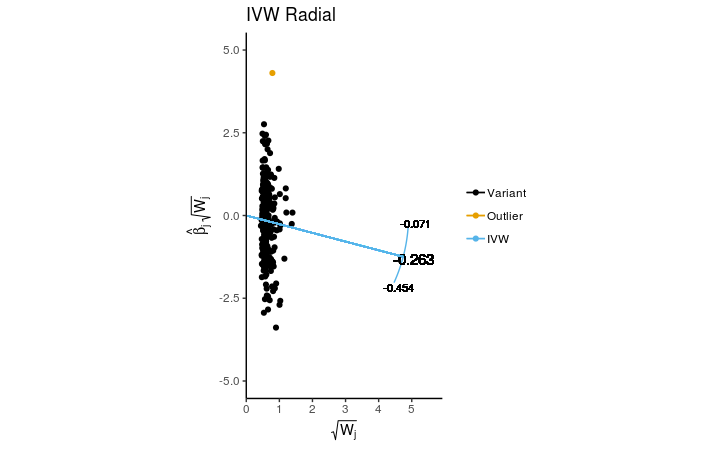 IVW Radial
5.0
2.5
0.0
-2.5
-5.0
β̂ⱼ√Wⱼ
-0.071
-0.263
-0.454
0 1 2 3 4 5
√Wⱼ
Variant
Outlier
IVW